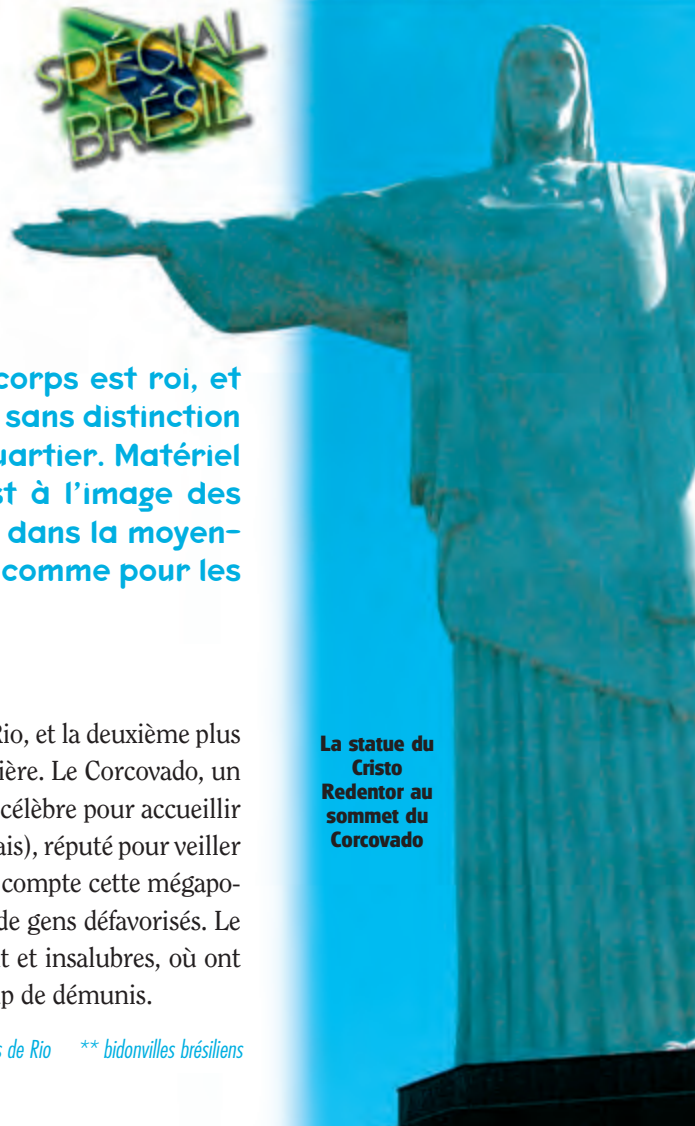 SPÉCIAL
BRÉSIL
corps est roi, et
sans distinction
uartier. Matériel
st à l’image des
dans la moyen-
comme pour les
Rio, et la deuxième plus
ière. Le Corcovado, un
célèbre pour accueillir
ais), réputé pour veiller
compte cette mégapo-
de gens défavorisés. Le
t et insalubres, où ont
p de démunis.
s de Rio ** bidonvilles brésiliens
La statue du
Cristo
Redentor au
sommet du
Corcovado